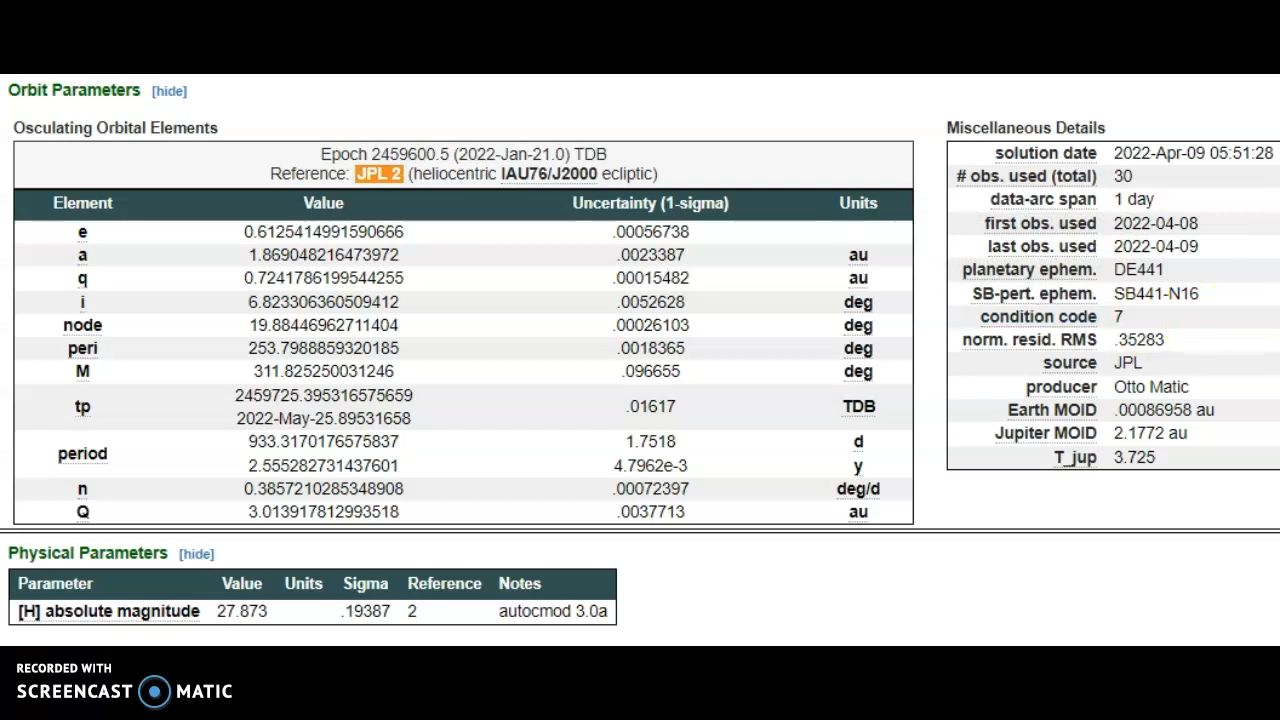 Orbit Parameters [hide]
Osculating Orbital Elements
Epoch 2459600.5 (2022-Jan-21.0) TDB
Reference: JPL 2 (heliocentric IAU76/J2000 ecliptic)
Element Value Uncertainty (1-sigma) Units
e 0.6125414991590666 .00056738
a 1.869048216473972 .0023387 au
q 0.7241786199544255 .00015482 au
i 6.823306360509412 .0052628 deg
node 19.88446962711404 .00026103 deg
peri 253.7988859320185 .0018365 deg
M 311.825250031246 .096655 deg
tp 2459725.395316575659 .01617 TDB
2022-May-25.89531658
period 933.3170176575837 1.7518 d
2.555282731437601 4.7962e-3 y
n 0.3857210285348908 .00072397 deg/d
Q 3.013917812993518 .0037713 au
Miscellaneous Details
solution date 2022-Apr-09 05:51:28
# obs. used (total) 30
data-arc span 1 day
first obs. used 2022-04-08
last obs. used 2022-04-09
planetary ephem. DE441
SB-pert. ephem. SB441-N16
condition code 7
norm. resid. RMS .35283
source JPL
producer Otto Matic
Earth MOID .00086958 au
Jupiter MOID 2.1772 au
T_jup 3.725
Physical Parameters [hide]
Parameter Value Units Sigma Reference Notes
[H] absolute magnitude 27.873 .19387 2 autocmod 3.0a
RECORDED WITH
SCREENCAST MATIC